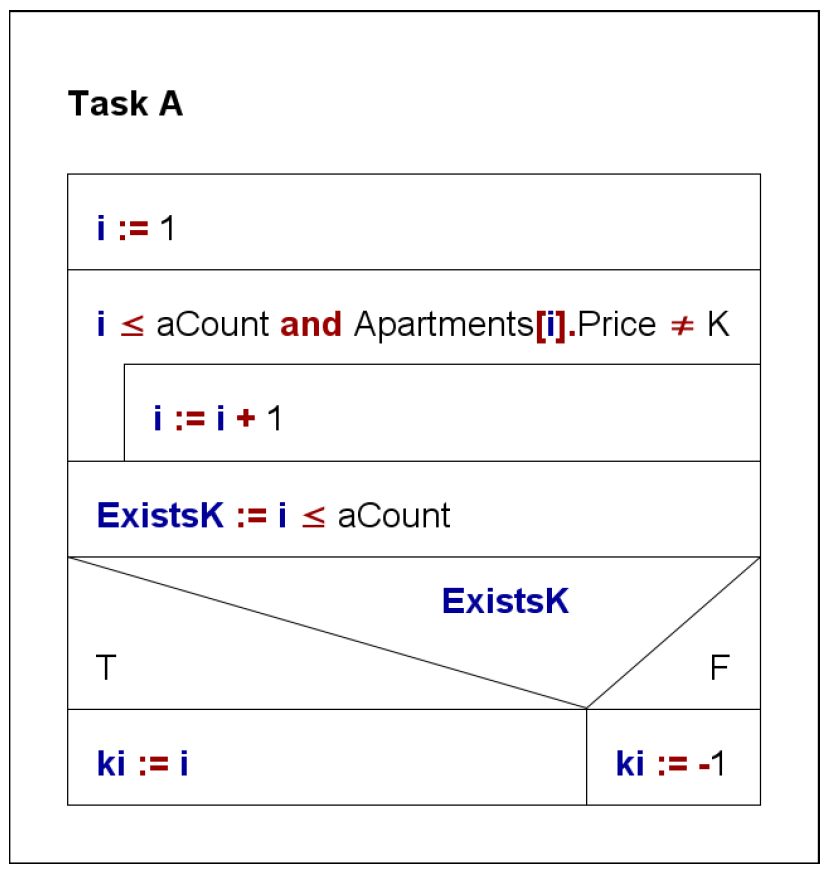 Task A
i := 1
i ≤ aCount and Apartments[i].Price ≠ K
i := i + 1
ExistsK := i ≤ aCount
ExistsK
T F
ki := i ki := -1